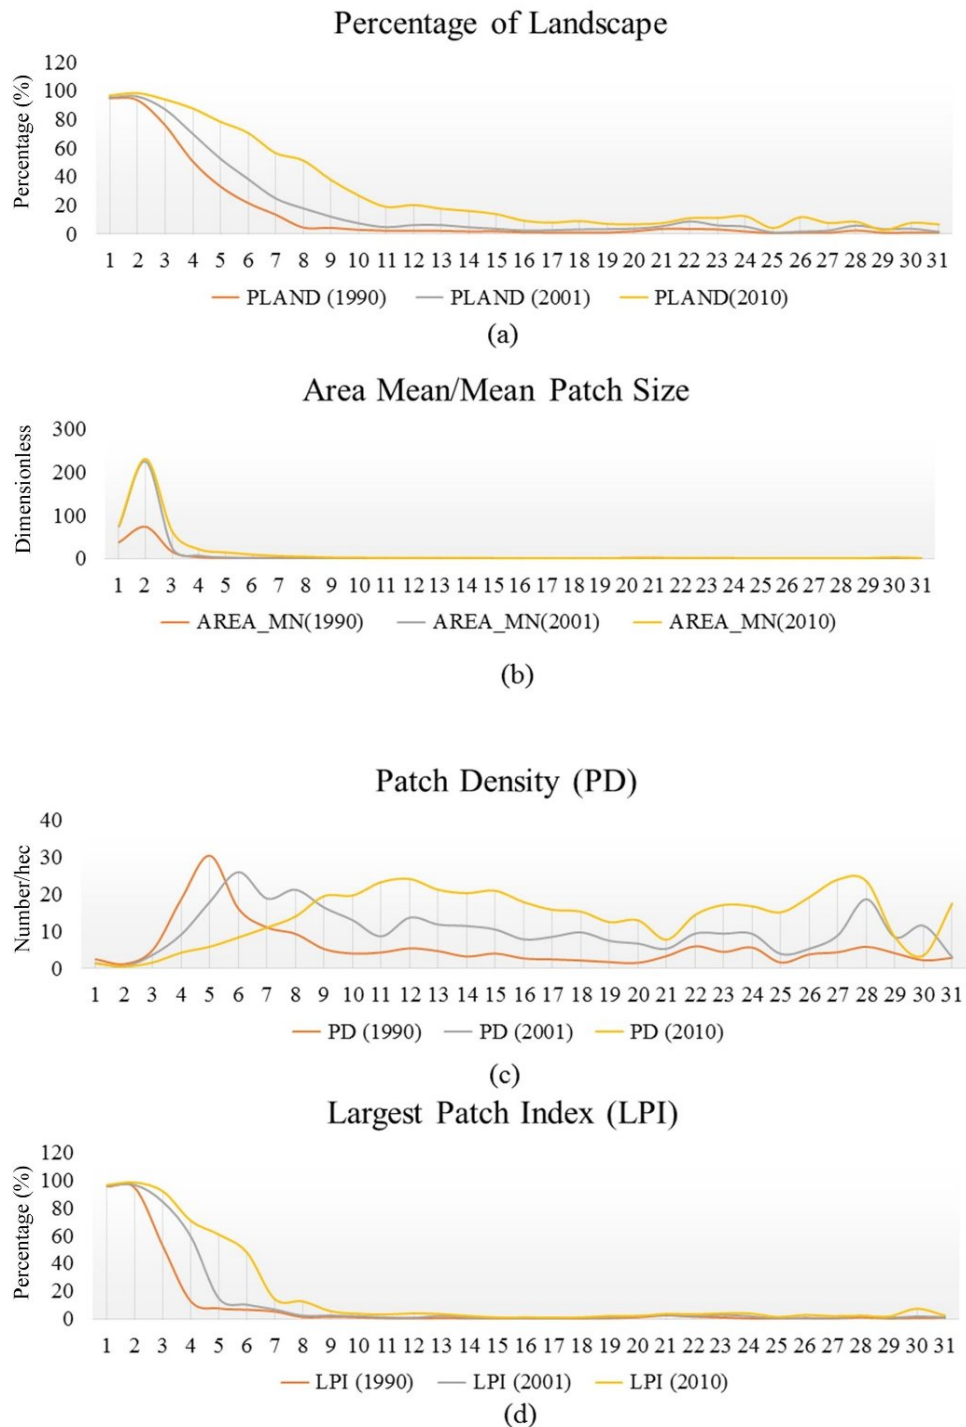 Percentage of Landscape
Percentage (%)
120
100
80
60
40
20
0
1 2 3 4 5 6 7 8 9 10 11 12 13 14 15 16 17 18 19 20 21 22 23 24 25 26 27 28 29 30 31
PLAND (1990) PLAND (2001) PLAND(2010)
(a)
Area Mean/Mean Patch Size
Dimensionless
300
200
100
0
1 2 3 4 5 6 7 8 9 10 11 12 13 14 15 16 17 18 19 20 21 22 23 24 25 26 27 28 29 30 31
AREA_MN(1990) AREA_MN(2001) AREA_MN(2010)
(b)
Patch Density (PD)
Number/hec
40
30
20
10
0
1 2 3 4 5 6 7 8 9 10 11 12 13 14 15 16 17 18 19 20 21 22 23 24 25 26 27 28 29 30 31
PD (1990) PD (2001) PD (2010)
(c)
Largest Patch Index (LPI)
Percentage (%)
120
100
80
60
40
20
0
1 2 3 4 5 6 7 8 9 10 11 12 13 14 15 16 17 18 19 20 21 22 23 24 25 26 27 28 29 30 31
LPI (1990) LPI (2001) LPI (2010)
(d)